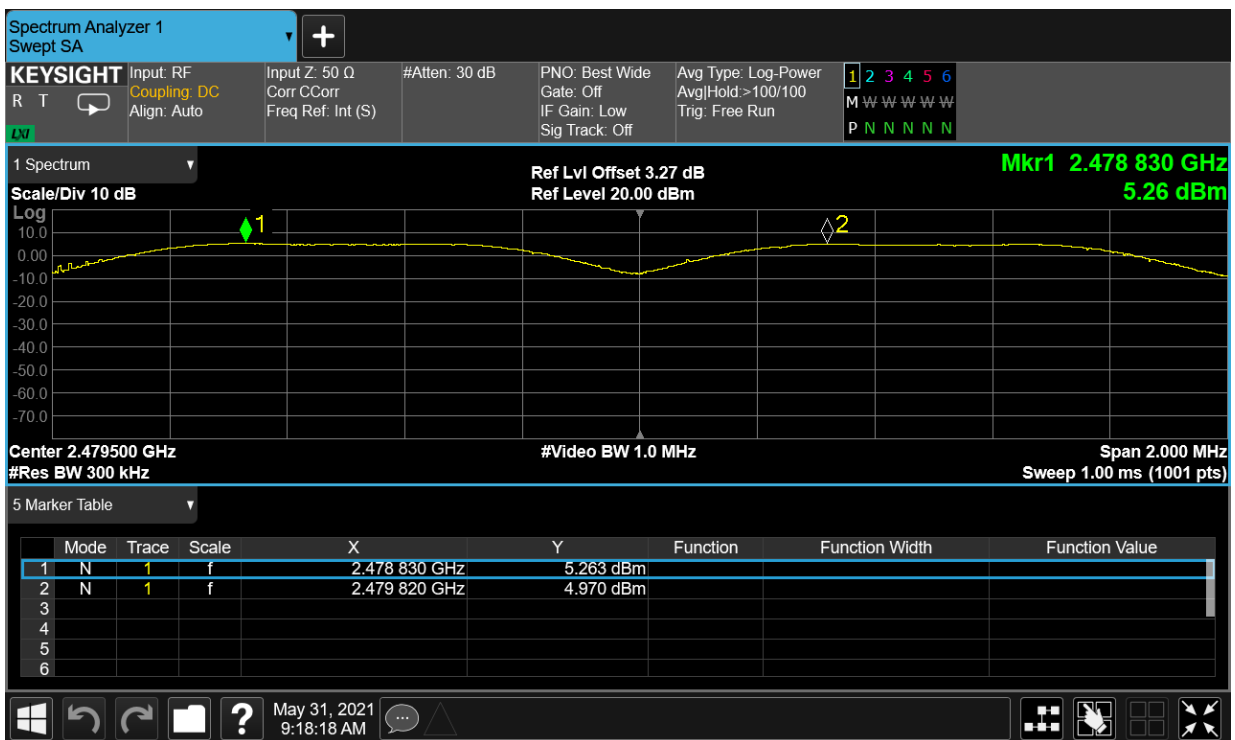 Spectrum Analyzer 1
Swept SA
+
KEYSIGHT
R T
LXI
Input: RF
Coupling: DC
Align: Auto
Input Z: 50 Ω
Corr CCorr
Freq Ref: Int (S)
#Atten: 30 dB
PNO: Best Wide
Gate: Off
IF Gain: Low
Sig Track: Off
Avg Type: Log-Power
Avg|Hold:>100/100
Trig: Free Run
1 2 3 4 5 6
M W W W W W
P N N N N N
1 Spectrum
Scale/Div 10 dB
Ref Lvl Offset 3.27 dB
Ref Level 20.00 dBm
Mkr1 2.478 830 GHz
5.26 dBm
Log
1
2
10.0
0.00
-10.0
-20.0
-30.0
-40.0
-50.0
-60.0
-70.0
Center 2.479500 GHz
#Video BW 1.0 MHz
Span 2.000 MHz
#Res BW 300 kHz
Sweep 1.00 ms (1001 pts)
5 Marker Table
Mode Trace Scale X Y Function Function Width Function Value
1 N 1 f 2.478 830 GHz 5.263 dBm
2 N 1 f 2.479 820 GHz 4.970 dBm
3
4
5
6
?
May 31, 2021
9:18:18 AM